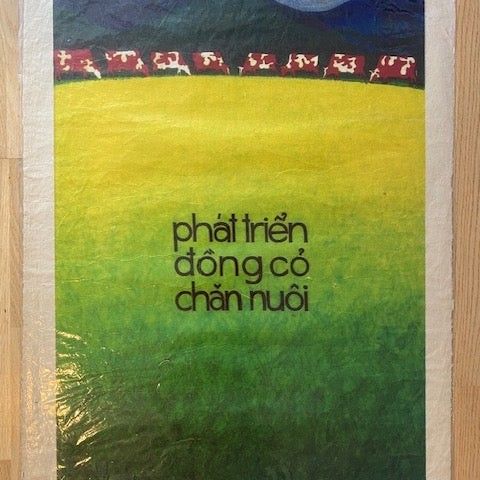 phát triển
đồng cỏ
chăn nuôi